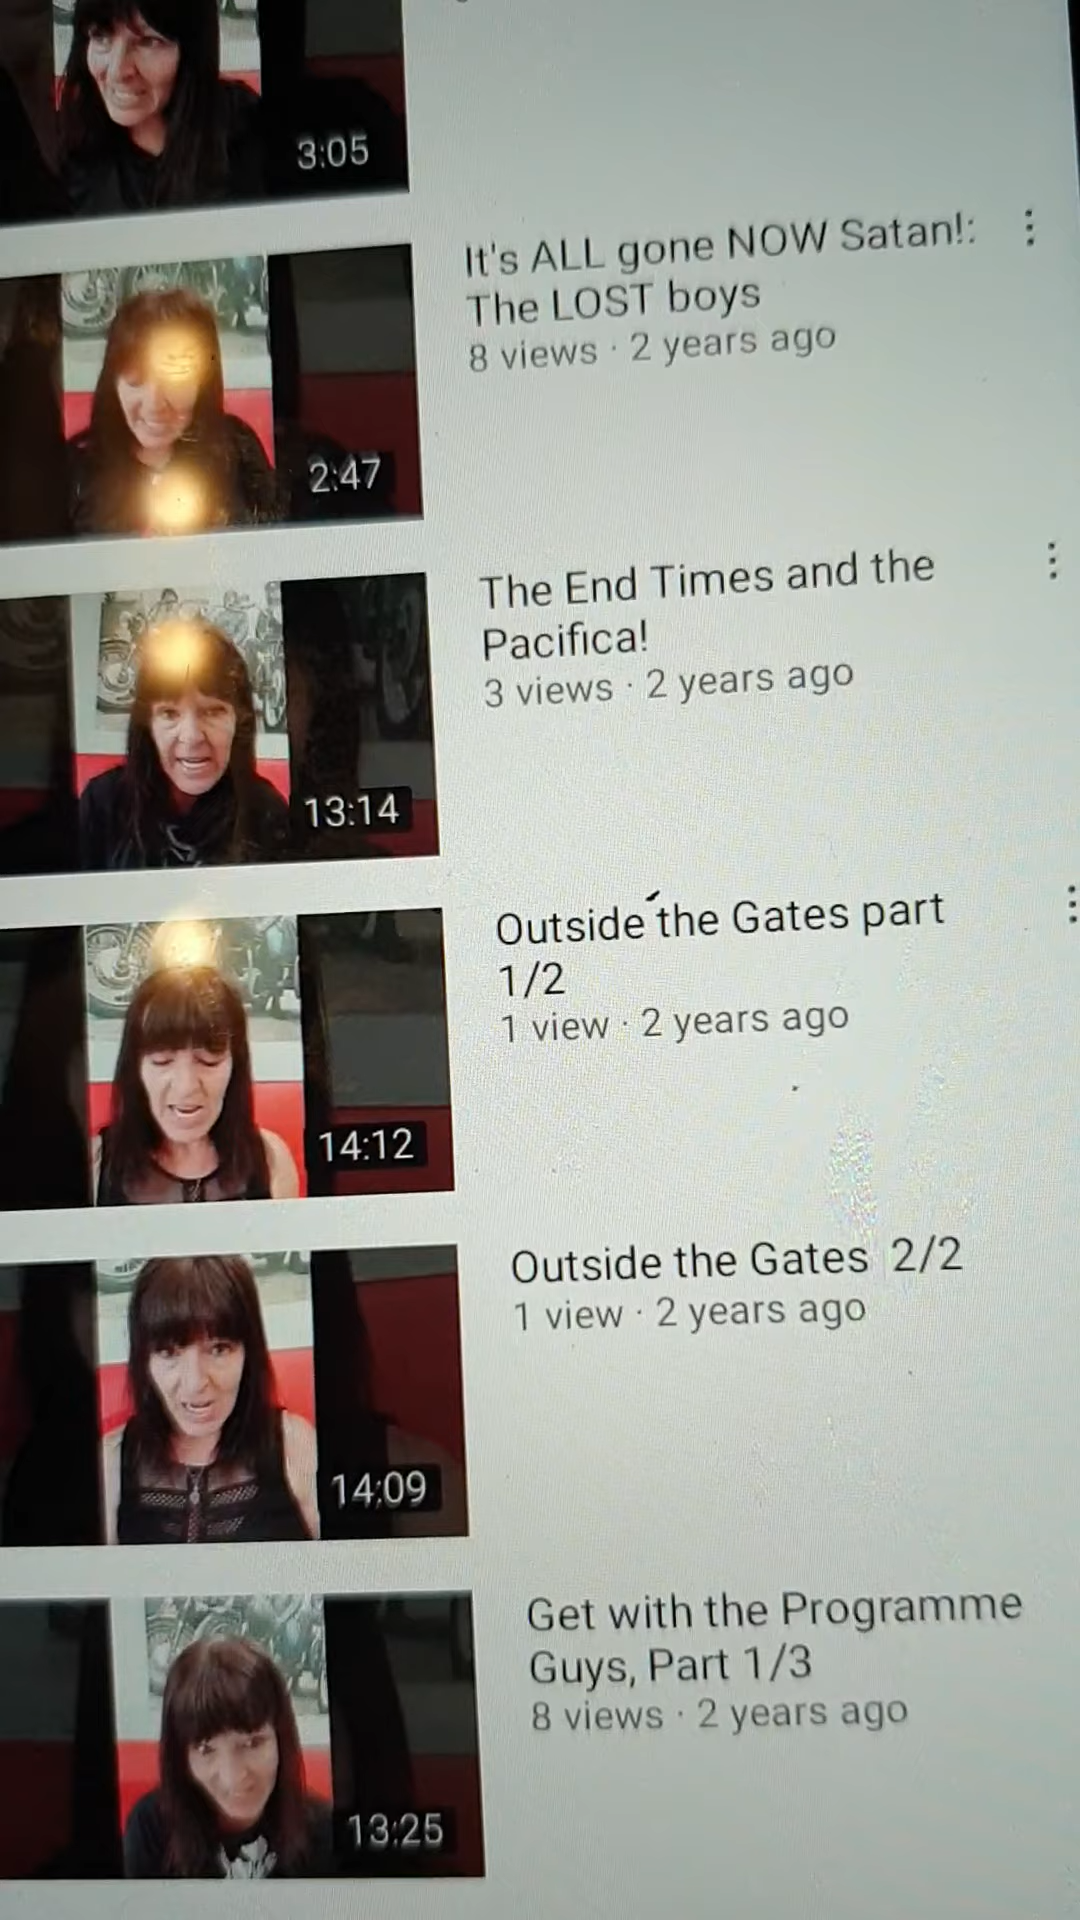 3:05
It's ALL gone NOW Satan!:
The LOST boys
8 views · 2 years ago
2:47
The End Times and the
Pacifica!
3 views · 2 years ago
13:14
Outside the Gates part
1/2
1 view · 2 years ago
14:12
Outside the Gates 2/2
1 view · 2 years ago
14:09
Get with the Programme
Guys, Part 1/3
8 views · 2 years ago
13:25